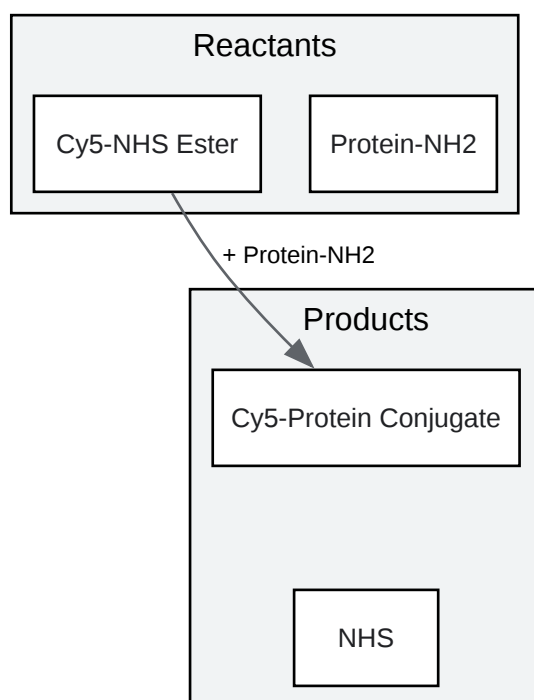 Reactants
Cy5-NHS Ester
Protein-NH2
+ Protein-NH2
Products
Cy5-Protein Conjugate
NHS